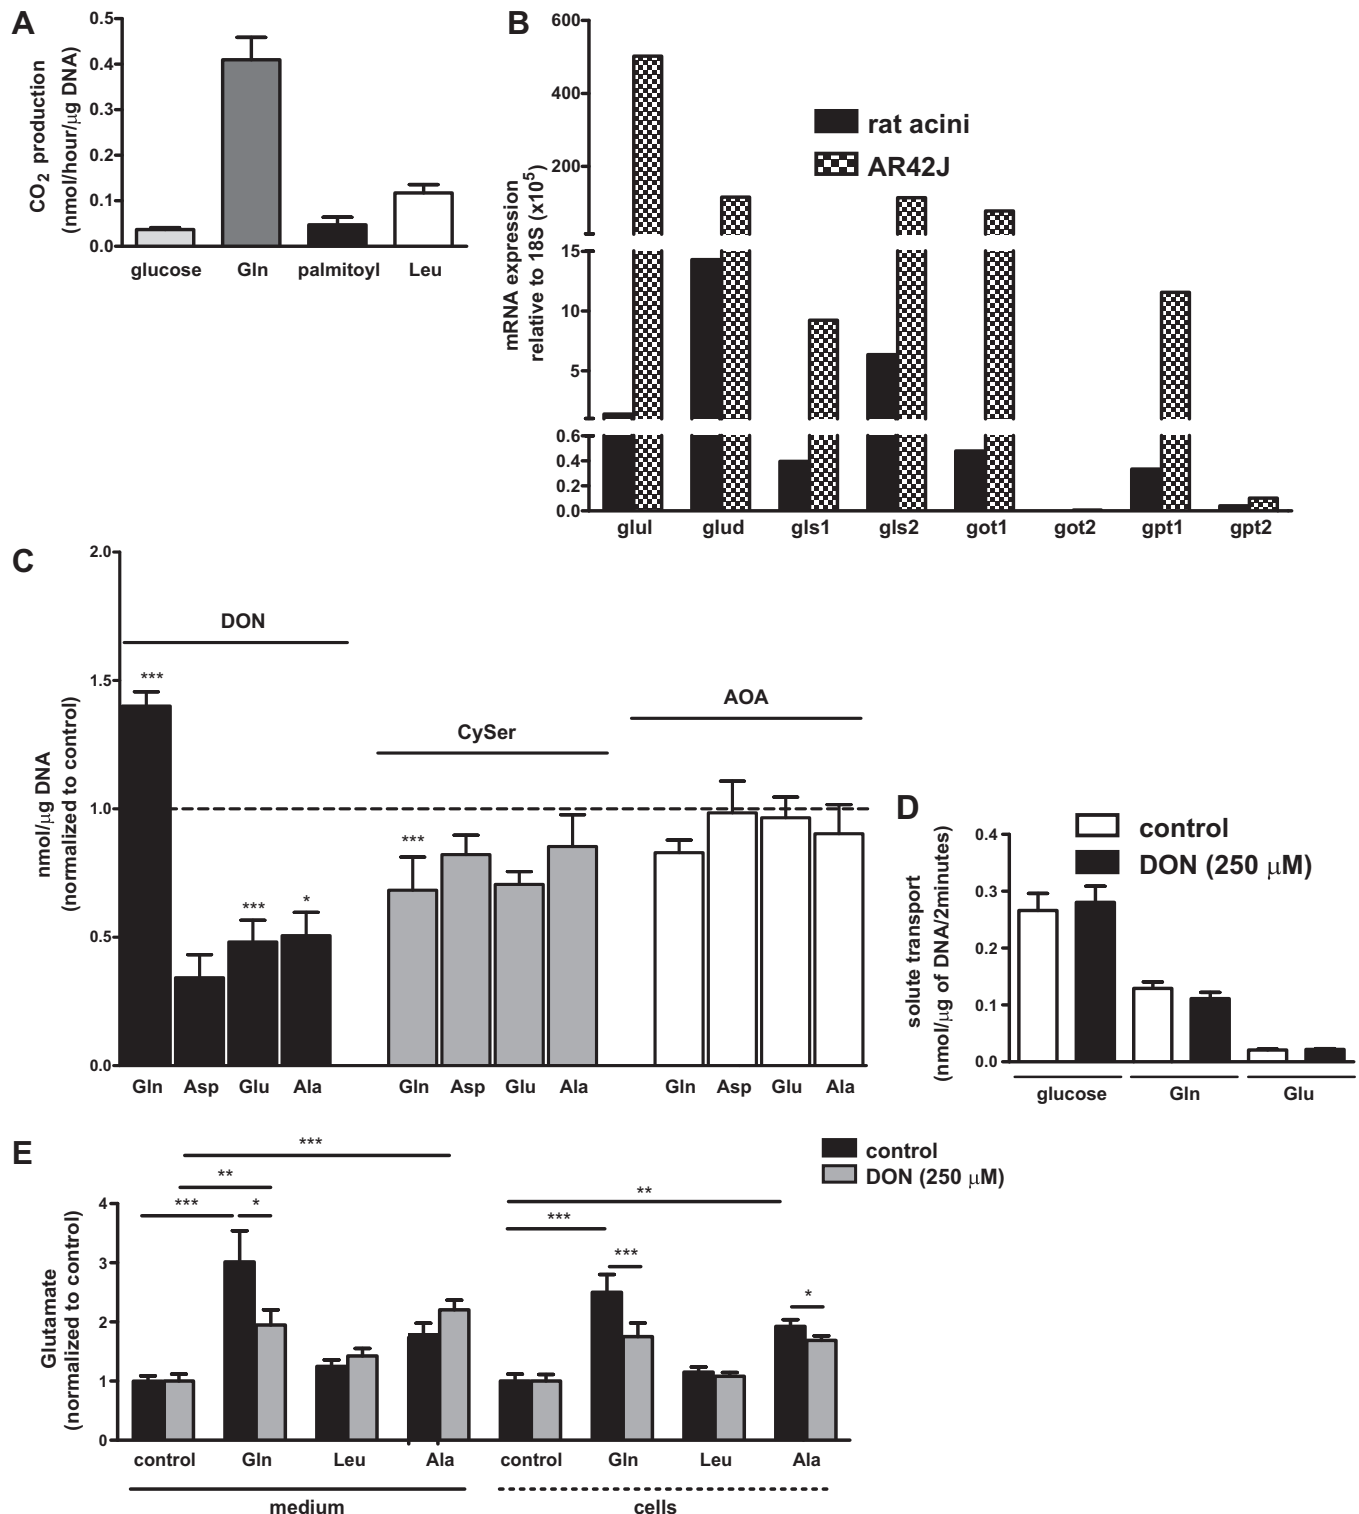 A
CO2 production
(nmol/hour/μg DNA)
0.5
0.4
0.3
0.2
0.1
0.0
glucose Gln palmitoyl Leu
B
mRNA expression
relative to 18S (x10^5)
600
400
200
15
10
5
0.6
0.4
0.2
0.0
rat acini
AR42J
glul glud gls1 gls2 got1 got2 gpt1 gpt2
C
nmol/μg DNA
(normalized to control)
2.0
1.5
1.0
0.5
0.0
DON
***
*** *
CySer
***
AOA
Gln Asp Glu Ala Gln Asp Glu Ala Gln Asp Glu Ala
D
solute transport
(nmol/μg of DNA/2minutes)
0.4
0.3
0.2
0.1
0.0
control
DON (250 μM)
glucose Gln Glu
E
Glutamate
(normalized to control)
4
3
2
1
0
control
DON (250 μM)
***
**
*** *
**
***
***
*
control Gln Leu Ala control Gln Leu Ala
medium cells